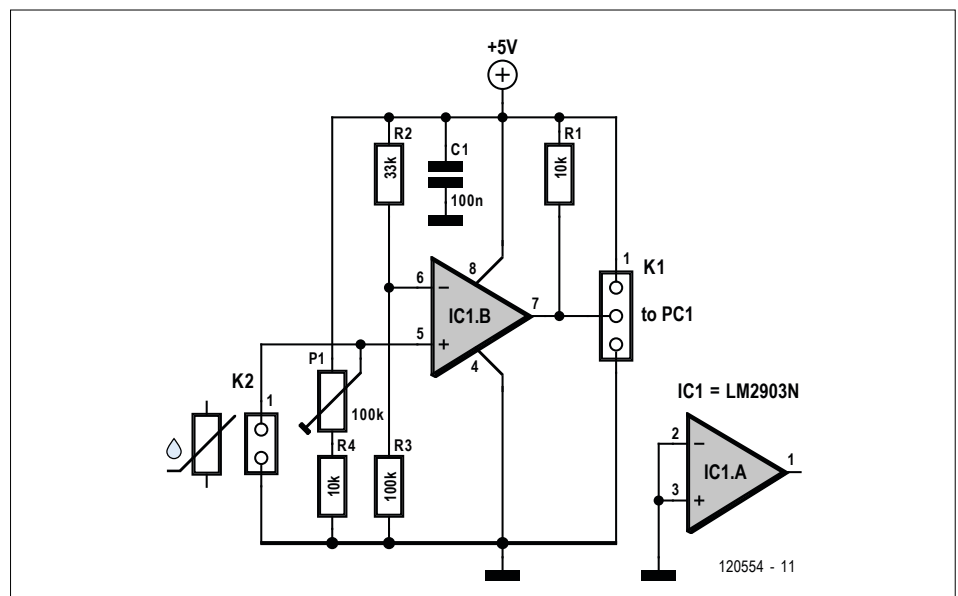 +5V
R2
33k
C1
100n
R1
10k
1
K1
to PC1
8
6
−
IC1.B
7
5
+
4
P1
100k
K2
1
R4
10k
R3
100k
IC1 = LM2903N
2
−
IC1.A
1
3
+
120554 - 11